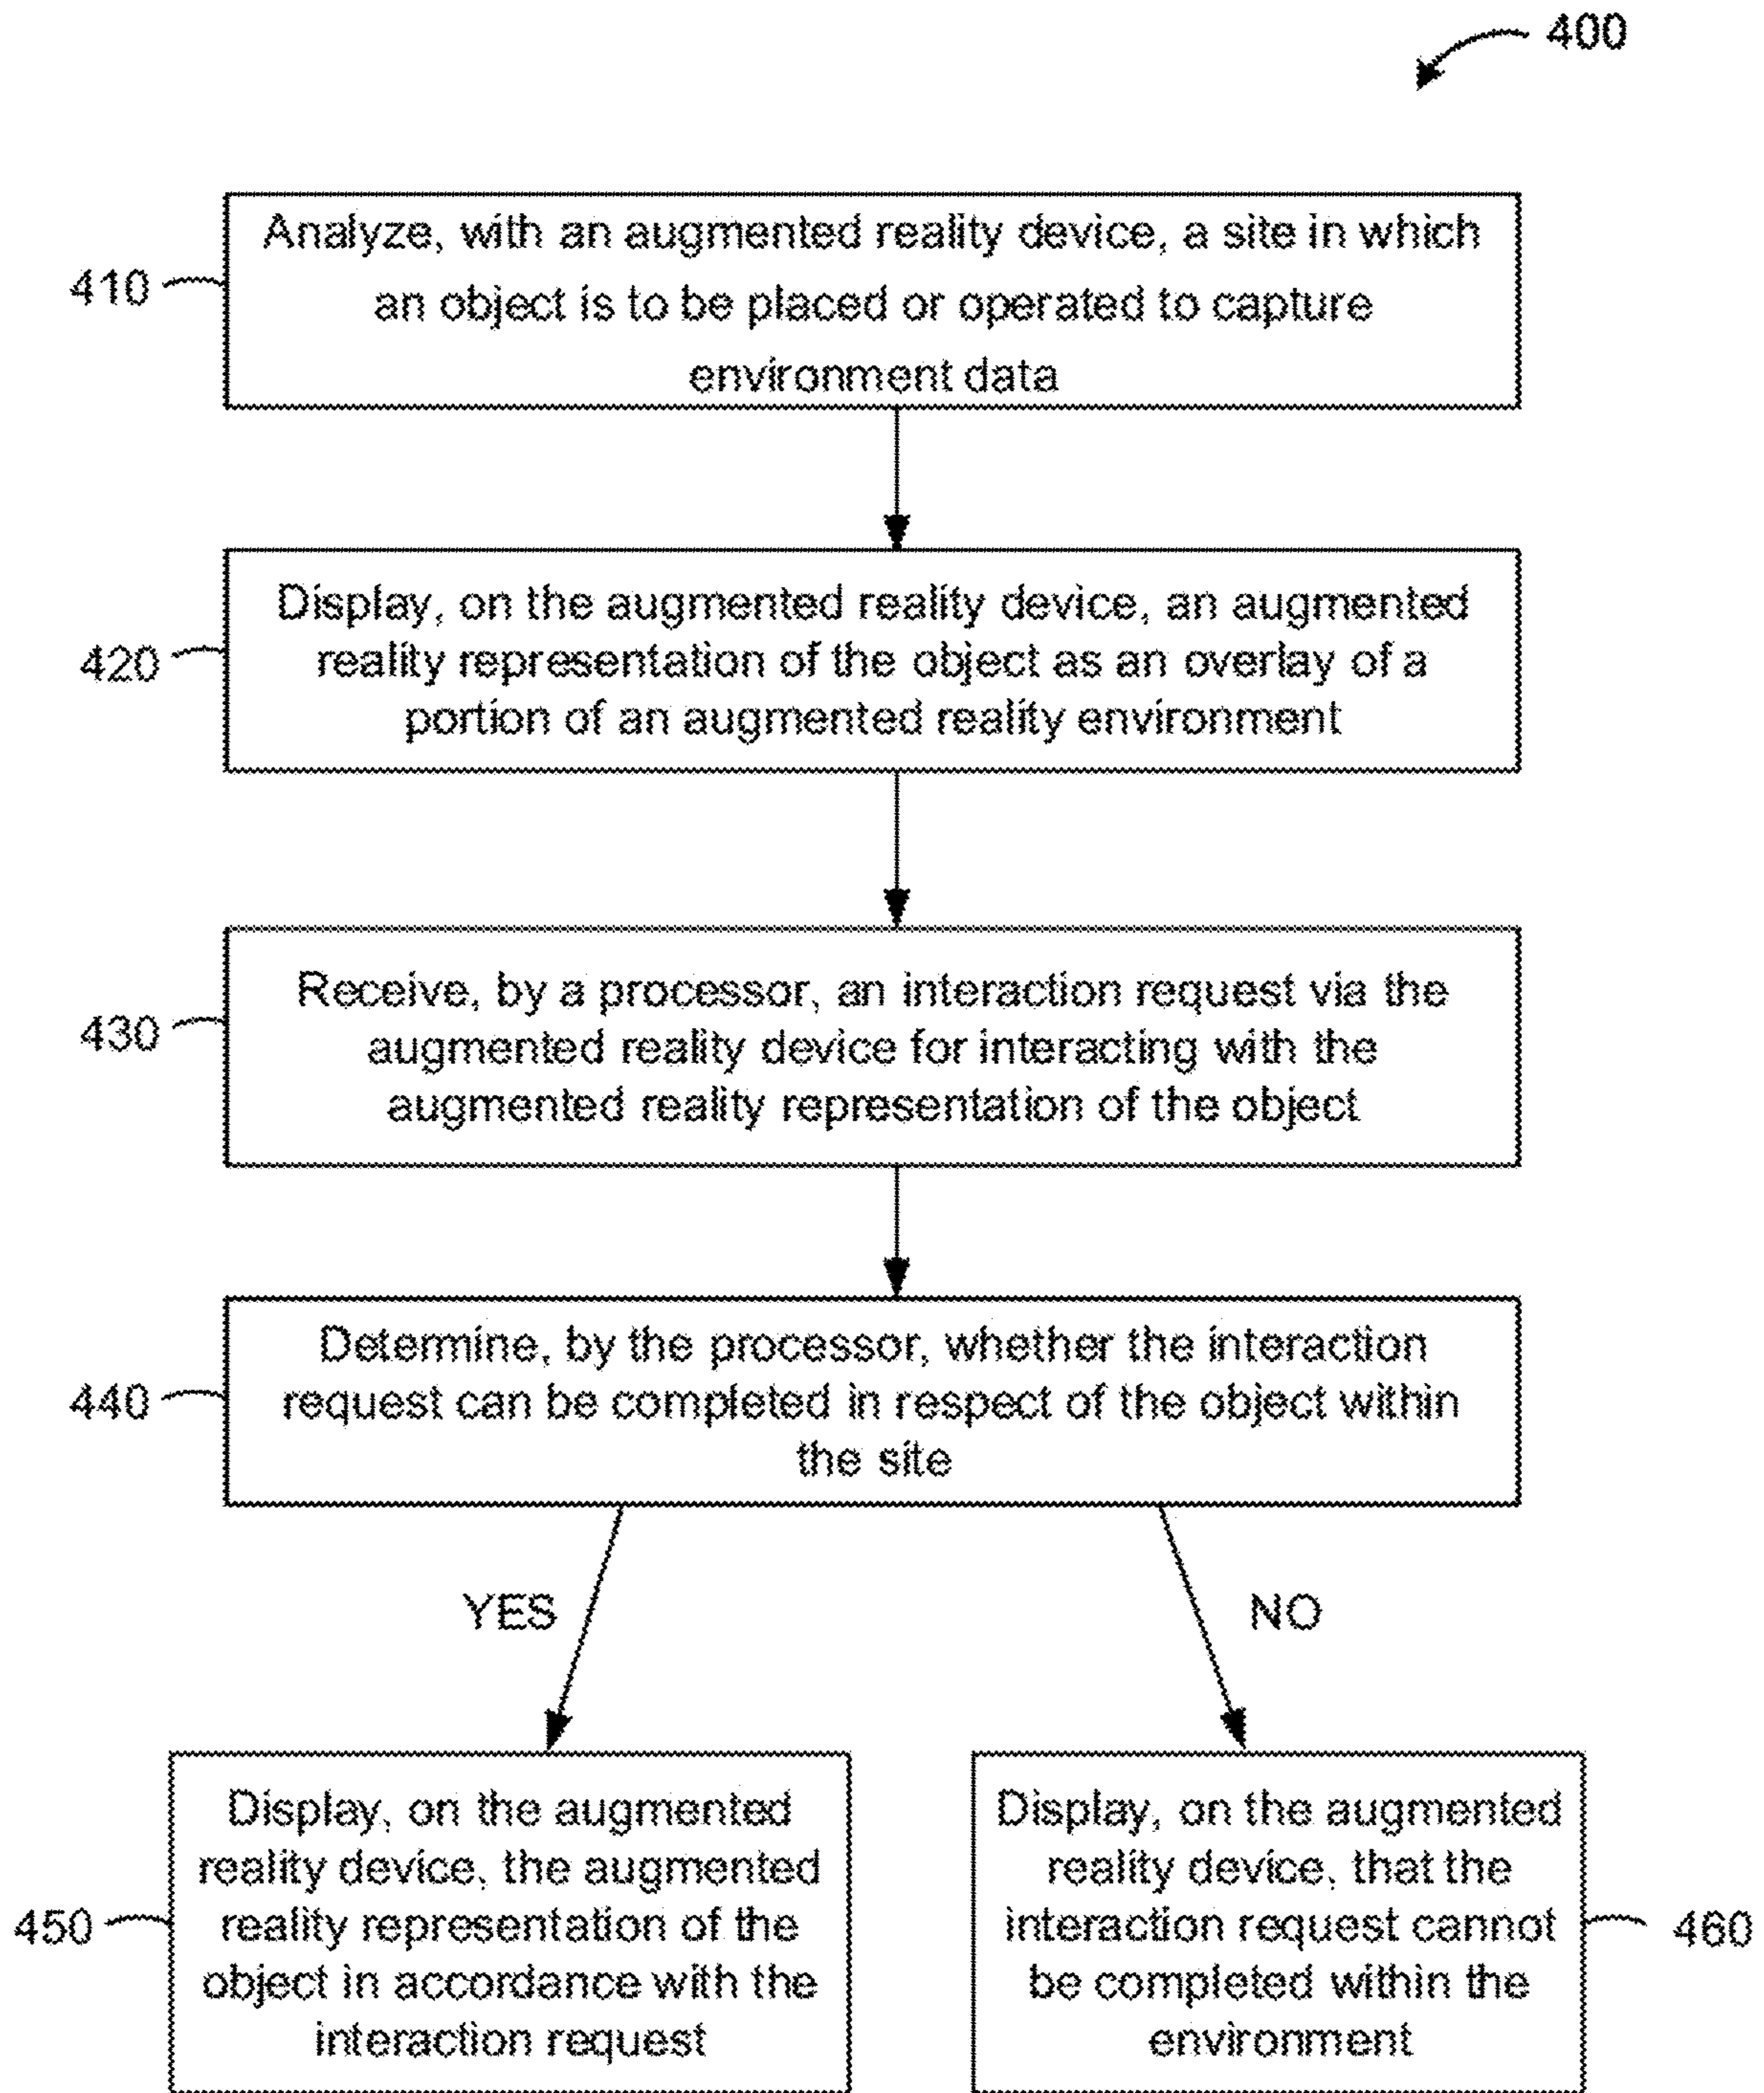 400
410
Analyze, with an augmented reality device, a site in which
an object is to be placed or operated to capture
environment data
420
Display, on the augmented reality device, an augmented
reality representation of the object as an overlay of a
portion of an augmented reality environment
430
Receive, by a processor, an interaction request via the
augmented reality device for interacting with the
augmented reality representation of the object
440
Determine, by the processor, whether the interaction
request can be completed in respect of the object within
the site
YES
NO
450
Display, on the augmented
reality device, the augmented
reality representation of the
object in accordance with the
interaction request
Display, on the augmented
reality device, that the
interaction request cannot
be completed within the
environment
460